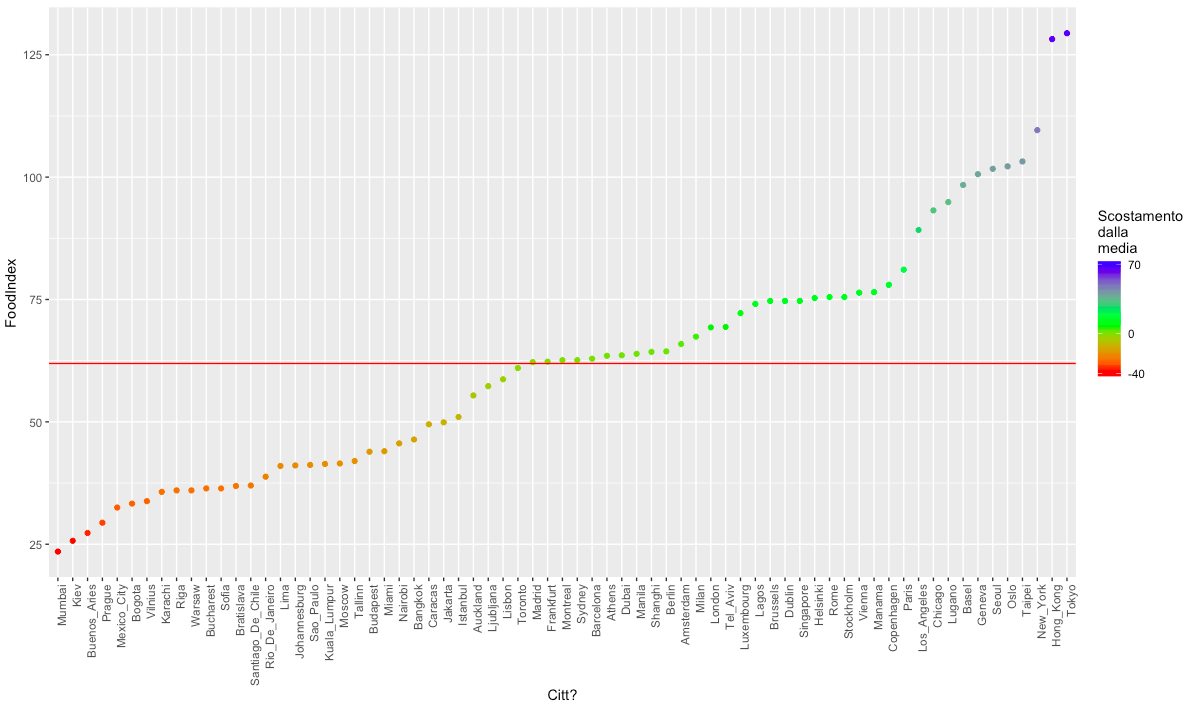 125
100
75
50
25
FoodIndex
Mumbai
Kiev
Buenos_Aries
Prague
Mexico_City
Bogota
Vilnius
Karachi
Riga
Warsaw
Bucharest
Sofia
Bratislava
Santiago_De_Chile
Rio_De_Janeiro
Lima
Johannesburg
Sao_Paulo
Kuala_Lumpur
Moscow
Tallinn
Budapest
Miami
Nairobi
Bangkok
Caracas
Jakarta
Istanbul
Auckland
Ljubljana
Lisbon
Toronto
Madrid
Frankfurt
Montreal
Sydney
Barcelona
Athens
Dubai
Manila
Shanghi
Berlin
Amsterdam
Milan
London
Tel_Aviv
Luxembourg
Lagos
Brussels
Dublin
Singapore
Helsinki
Rome
Stockholm
Vienna
Manama
Copenhagen
Paris
Los_Angeles
Chicago
Lugano
Basel
Geneva
Seoul
Oslo
Taipei
New_York
Hong_Kong
Tokyo
Citt?
Scostamento
dalla
media
70
0
-40